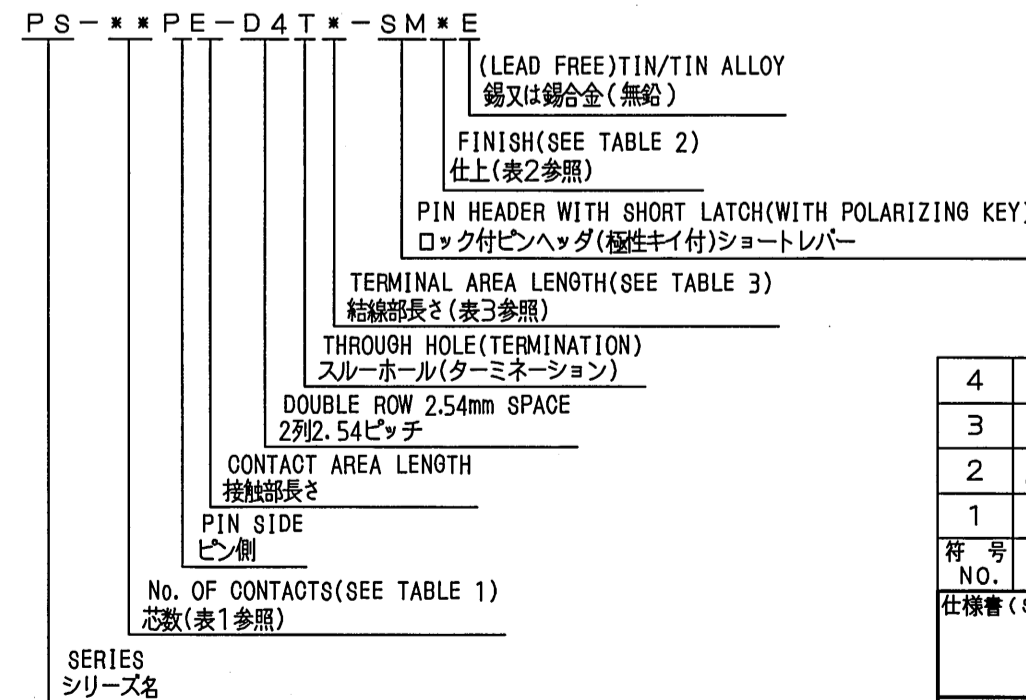 PS-**PE-D4T*-SM*E
(LEAD FREE)TIN/TIN ALLOY
錫又は錫合金(無鉛)
FINISH(SEE TABLE 2)
仕上(表2参照)
PIN HEADER WITH SHORT LATCH(WITH POLARIZING KEY)
ロック付ピンヘッダ(極性キイ付)ショートレバー
TERMINAL AREA LENGTH(SEE TABLE 3)
結線部長さ(表3参照)
THROUGH HOLE(TERMINATION)
スルーホール(ターミネーション)
DOUBLE ROW 2.54mm SPACE
2列2.54ピッチ
CONTACT AREA LENGTH
接触部長さ
PIN SIDE
ピン側
No. OF CONTACTS(SEE TABLE 1)
芯数(表1参照)
SERIES
シリーズ名
4
3
2
1
符号
NO.
仕様書(S